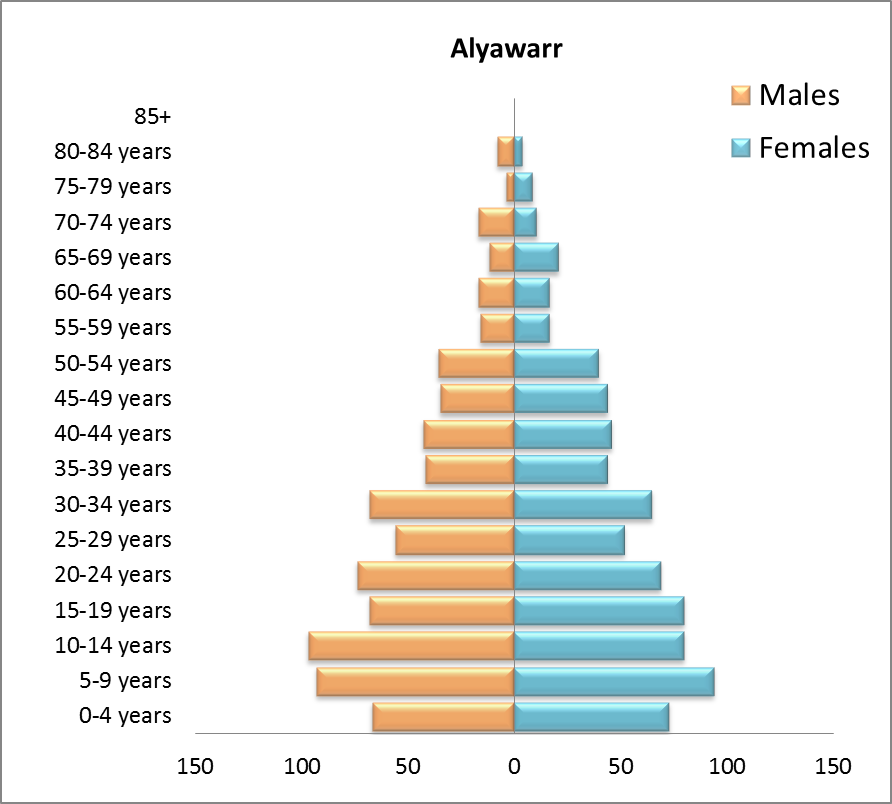 Alyawarr
Males
Females
85+
80-84 years
75-79 years
70-74 years
65-69 years
60-64 years
55-59 years
50-54 years
45-49 years
40-44 years
35-39 years
30-34 years
25-29 years
20-24 years
15-19 years
10-14 years
5-9 years
0-4 years
150 100 50 0 50 100 150